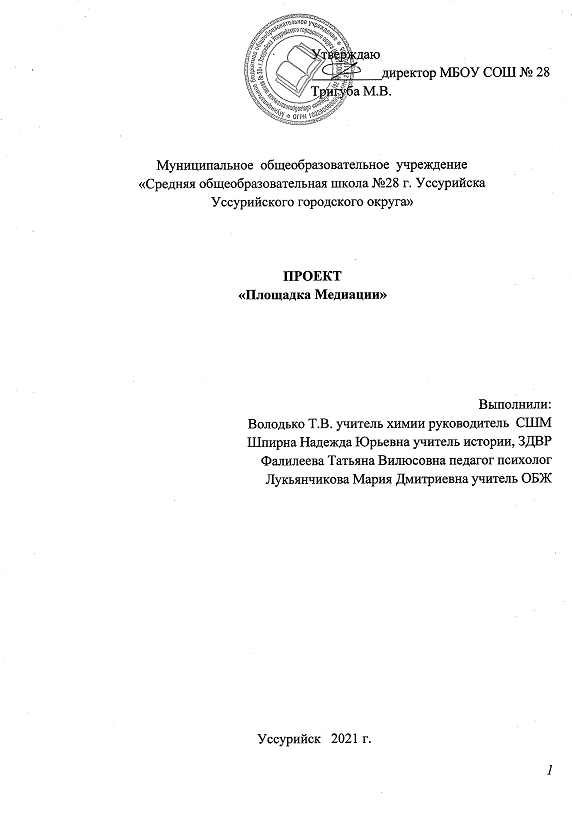 Утверждаю
__________директор МБОУ СОШ № 28
Тригуба М.В.
Муниципальное общеобразовательное учреждение
«Средняя общеобразовательная школа №28 г. Уссурийска
Уссурийского городского округа»
ПРОЕКТ
«Площадка Медиации»
Выполнили:
Володько Т.В. учитель химии руководитель СШМ
Шпирна Надежда Юрьевна учитель истории, ЗДВР
Фалилеева Татьяна Вилюсовна педагог психолог
Лукьянчикова Мария Дмитриевна учитель ОБЖ
Уссурийск 2021 г.
1